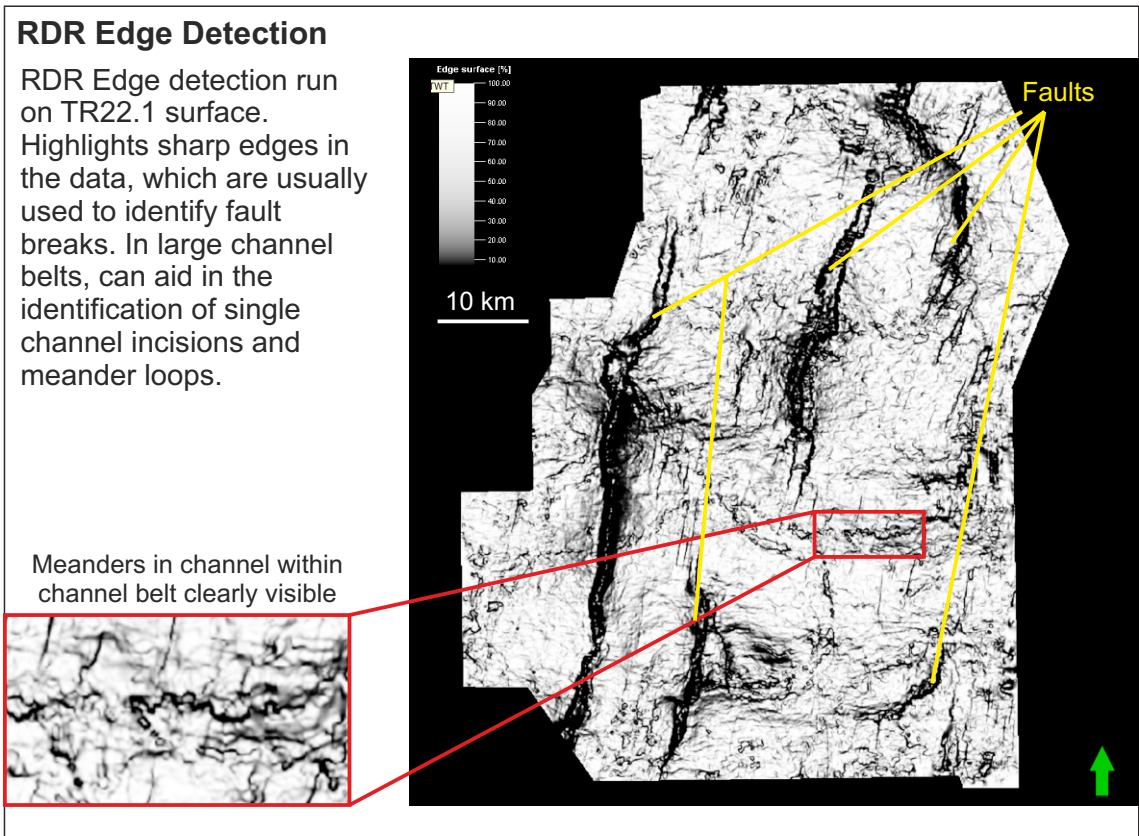 RDR Edge Detection
RDR Edge detection run
on TR22.1 surface.
Highlights sharp edges in
the data, which are usually
used to identify fault
breaks. In large channel
belts, can aid in the
identification of single
channel incisions and
meander loops.
Edge surface [%]
TWT
100.00
90.00
80.00
70.00
60.00
50.00
40.00
30.00
20.00
10.00
10 km
Faults
Meanders in channel within
channel belt clearly visible